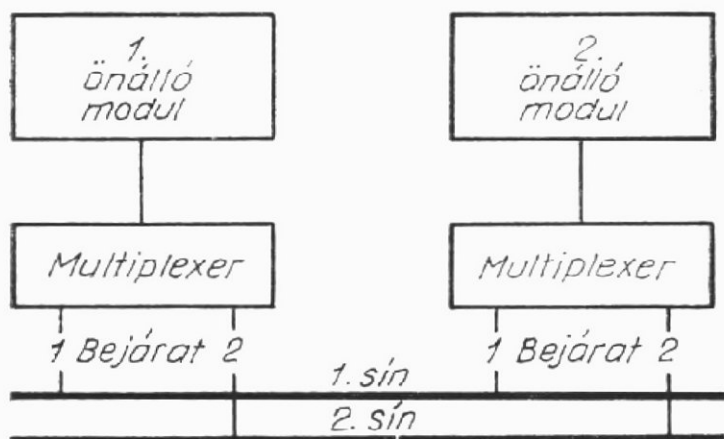 1.
önálló
modul
2.
önálló
modul
Multiplexer
Multiplexer
1 Bejárat 2
1 Bejárat 2
1. sín
2. sín